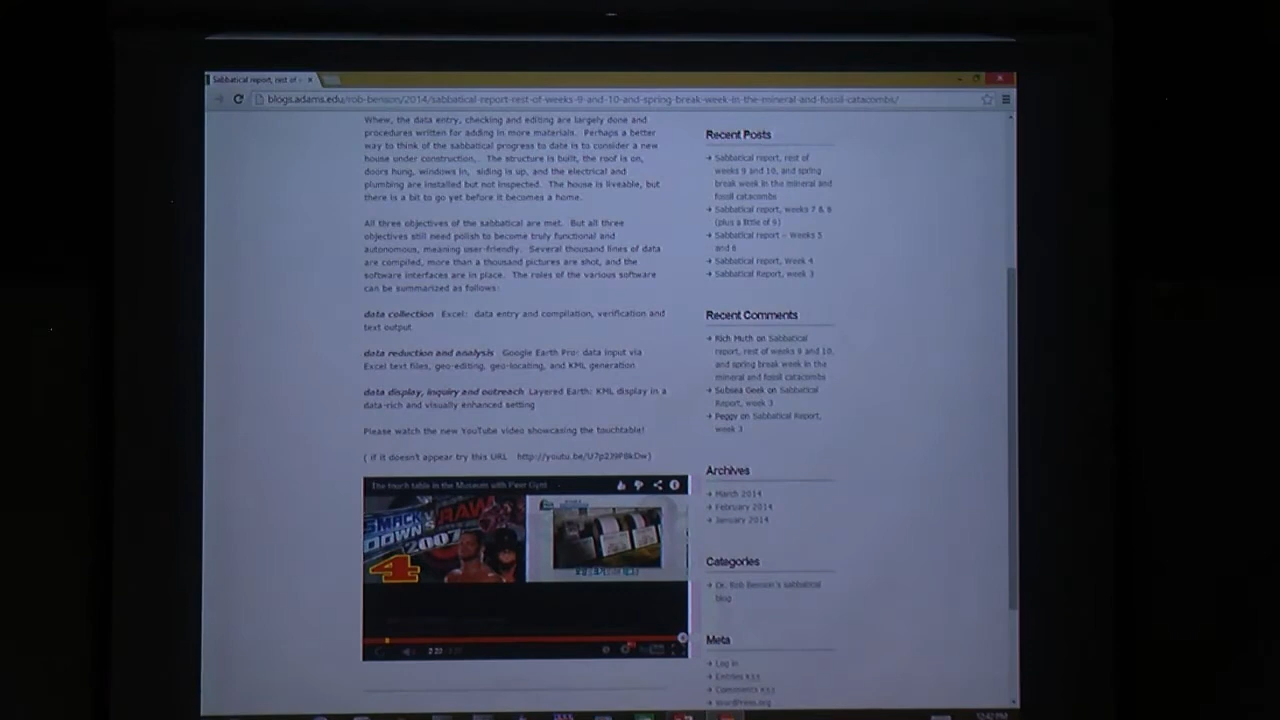 Sabbatical report, rest of
blogs.adams.edu/rob-benson/2014/sabbatical-report-rest-of-weeks-9-and-10-and-spring-break-week-in-the-mineral-and-fossil-catacombs/
Whew, the data entry, checking and editing are largely done and
procedures written for adding in more materials. Perhaps a better
way to think of the sabbatical progress to date is to consider a new
house under construction,. The structure is built, the roof is on,
doors hung, windows in, siding is up, and the electrical and
plumbing are installed but not inspected. The house is liveable, but
there is a bit to go yet before it becomes a home.
All three objectives of the sabbatical are met. But all three
objectives still need polish to become truly functional and
autonomous, meaning user-friendly. Several thousand lines of data
are compiled, more than a thousand pictures are shot, and the
software interfaces are in place. The roles of the various software
can be summarized as follows:
data collection Excel: data entry and compilation, verification and
text output
data reduction and analysis Google Earth Pro: data input via
Excel text files, geo-editing, geo-locating, and KML generation
data display, inquiry and outreach Layered Earth: KML display in a
data-rich and visually enhanced setting
Please watch the new YouTube video showcasing the touchtable!
( if it doesn't appear try this URL
The touch table in the Museum with Peer Gynt
SMACK
DOWN VS RAW
2007
4
Recent Posts
Sabbatical report, rest of
weeks 9 and 10, and spring
break week in the mineral and
fossil catacombs
Sabbatical report, weeks 7 & 8
(plus a little of 9)
Sabbatical report – Weeks 5
and 6
Sabbatical report, Week 4
Sabbatical Report, week 3
Recent Comments
Rich Muth on Sabbatical
report, rest of weeks 9 and 10,
and spring break week in the
mineral and fossil catacombs
Subsea Geek on Sabbatical
Report, week 3
Peggy on Sabbatical Report,
week 3
Archives
March 2014
February 2014
January 2014
Categories
Dr. Rob Benson's sabbatical
blog
Meta
Log in
Entries RSS
Comments RSS
WordPress.org
12:42 PM